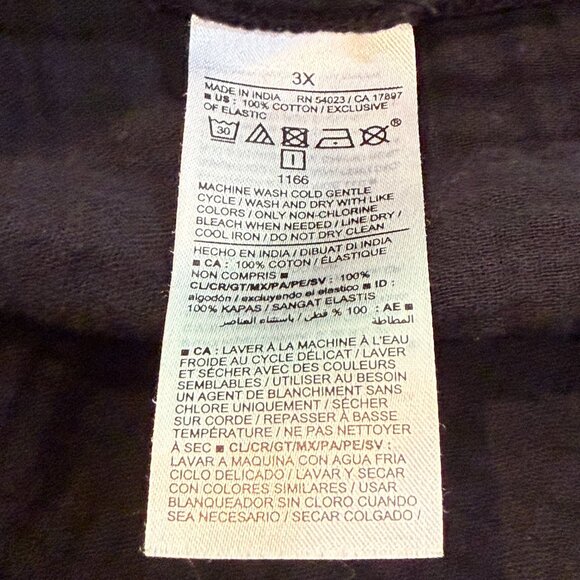 3X
MADE IN INDIA RN 54023 / CA 17897
■ US : 100% COTTON / EXCLUSIVE
OF ELASTIC
30 ®
1166
MACHINE WASH COLD GENTLE
CYCLE / WASH AND DRY WITH LIKE
COLORS / ONLY NON-CHLORINE
BLEACH WHEN NEEDED / LINE DRY /
COOL IRON / DO NOT DRY CLEAN
HECHO EN INDIA / DIBUAT DI INDIA
■ CA : 100% COTON / ÉLASTIQUE
NON COMPRIS ■
CL/CR/GT/MX/PA/PE/SV : 100%
algodón / excluyendo el elastico ■ ID :
100% KAPAS / SANGAT ELASTIS
■ AE : 100 % قطن / باستثناء العناصر
المطاطة
■ CA : LAVER À LA MACHINE À L'EAU
FROIDE AU CYCLE DÉLICAT / LAVER
ET SÉCHER AVEC DES COULEURS
SEMBLABLES / UTILISER AU BESOIN
UN AGENT DE BLANCHIMENT SANS
CHLORE UNIQUEMENT / SÉCHER
SUR CORDE / REPASSER À BASSE
TEMPÉRATURE / NE PAS NETTOYER
À SEC ■ CL/CR/GT/MX/PA/PE/SV :
LAVAR A MAQUINA CON AGUA FRIA
CICLO DELICADO / LAVAR Y SECAR
CON COLORES SIMILARES / USAR
BLANQUEADOR SIN CLORO CUANDO
SEA NECESARIO / SECAR COLGADO /